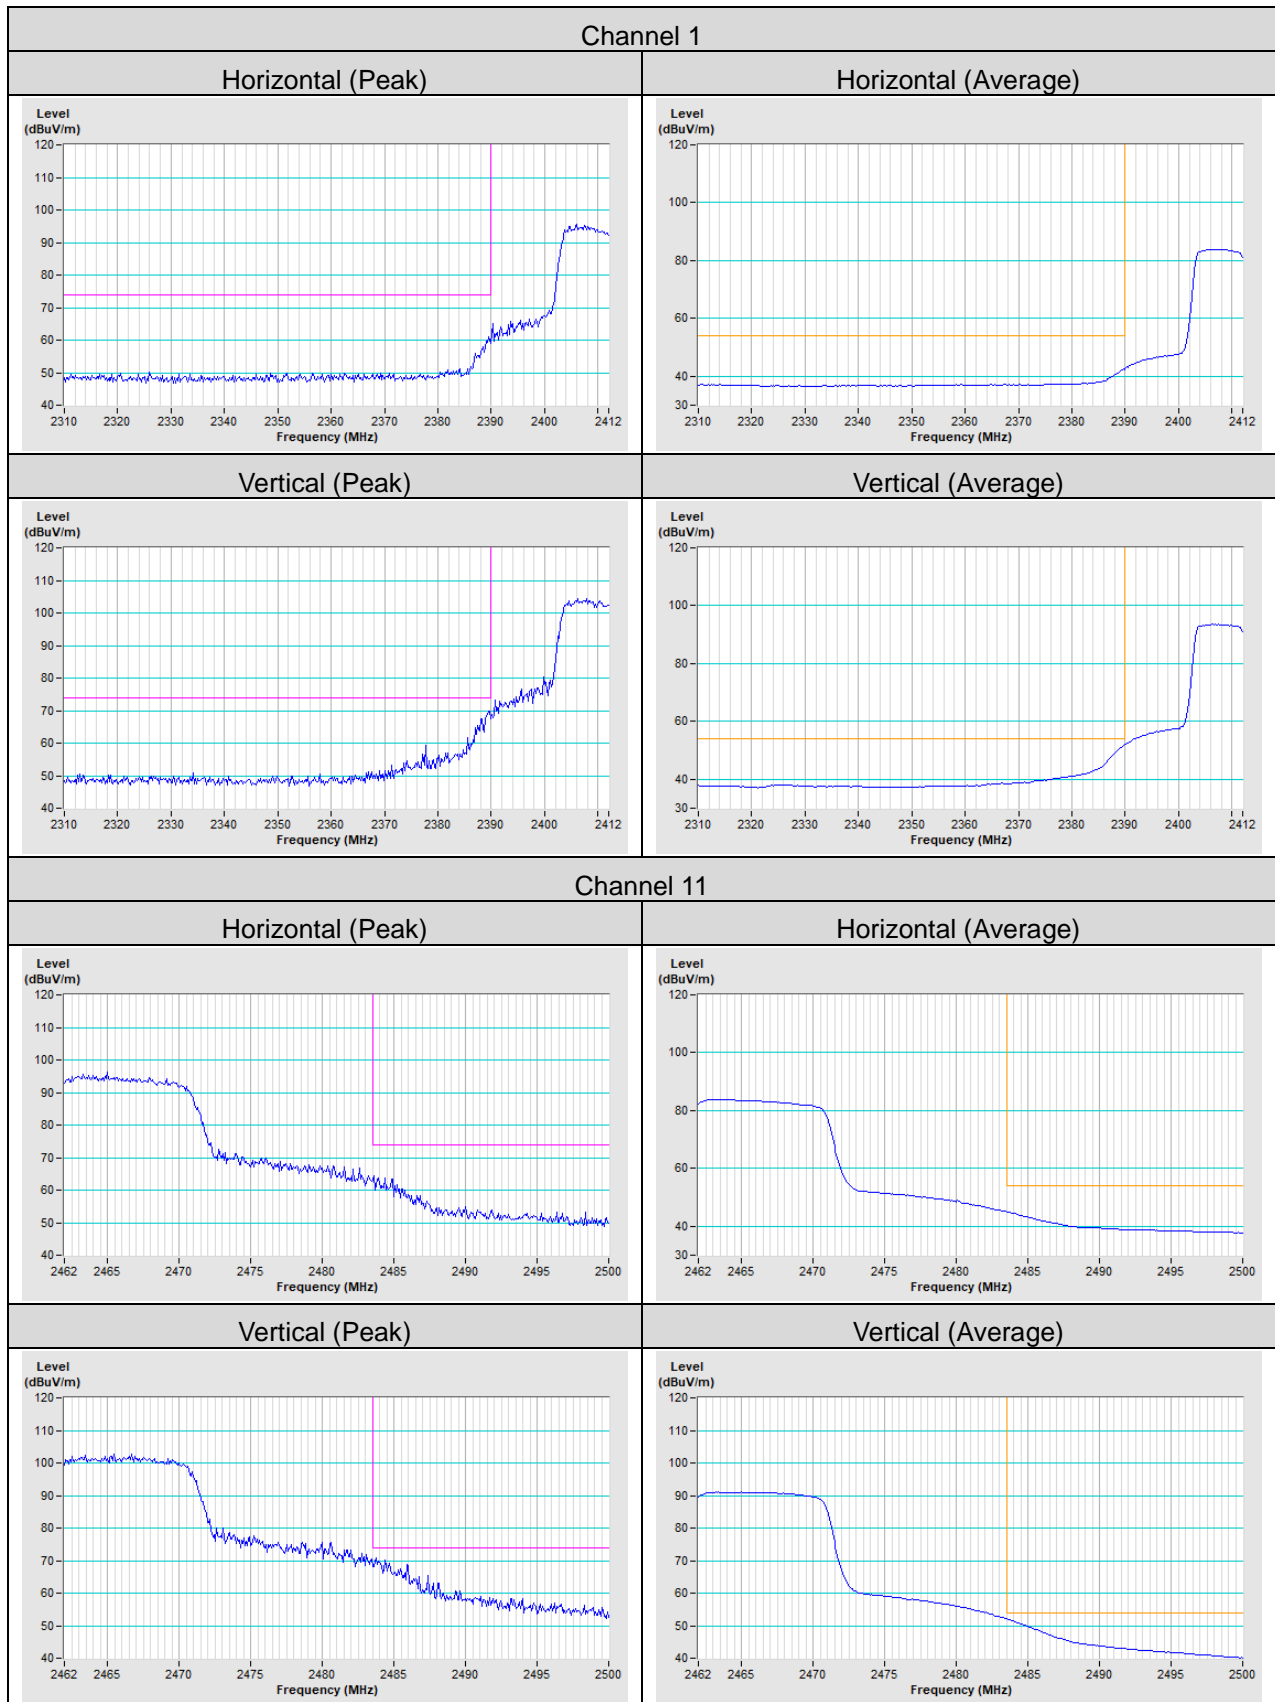 Channel 1
Horizontal (Peak)
Horizontal (Average)
Level
(dBuV/m)
120
110
100
90
80
70
60
50
40
2310 2320 2330 2340 2350 2360 2370 2380 2390 2400 2412
Frequency (MHz)
Level
(dBuV/m)
120
100
80
60
40
30
2310 2320 2330 2340 2350 2360 2370 2380 2390 2400 2412
Frequency (MHz)
Vertical (Peak)
Vertical (Average)
Level
(dBuV/m)
120
110
100
90
80
70
60
50
40
2310 2320 2330 2340 2350 2360 2370 2380 2390 2400 2412
Frequency (MHz)
Level
(dBuV/m)
120
100
80
60
40
30
2310 2320 2330 2340 2350 2360 2370 2380 2390 2400 2412
Frequency (MHz)
Channel 11
Horizontal (Peak)
Horizontal (Average)
Level
(dBuV/m)
120
110
100
90
80
70
60
50
40
2462 2465 2470 2475 2480 2485 2490 2495 2500
Frequency (MHz)
Level
(dBuV/m)
120
100
80
60
40
30
2462 2465 2470 2475 2480 2485 2490 2495 2500
Frequency (MHz)
Vertical (Peak)
Vertical (Average)
Level
(dBuV/m)
120
110
100
90
80
70
60
50
40
2462 2465 2470 2475 2480 2485 2490 2495 2500
Frequency (MHz)
Level
(dBuV/m)
120
110
100
90
80
70
60
50
40
2462 2465 2470 2475 2480 2485 2490 2495 2500
Frequency (MHz)